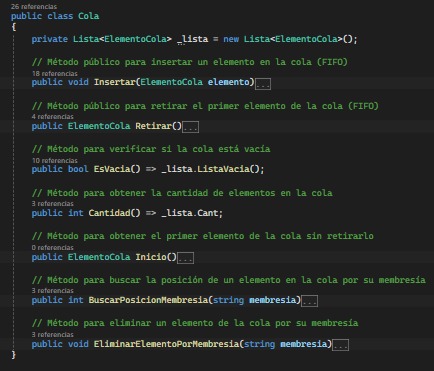 26 referencias
public class Cola
{
private Lista<ElementoCola> _lista = new Lista<ElementoCola>();
// Método público para insertar un elemento en la cola (FIFO)
18 referencias
public void Insertar(ElementoCola elemento)...
// Método público para retirar el primer elemento de la cola (FIFO)
4 referencias
public ElementoCola Retirar()...
// Método para verificar si la cola está vacía
10 referencias
public bool EsVacia() => _lista.ListaVacia();
// Método para obtener la cantidad de elementos en la cola
3 referencias
public int Cantidad() => _lista.Cant;
// Método para obtener el primer elemento de la cola sin retirarlo
0 referencias
public ElementoCola Inicio()...
// Método para buscar la posición de un elemento en la cola por su membresía
3 referencias
public int BuscarPosicionMembresia(string membresia)...
// Método para eliminar un elemento de la cola por su membresía
3 referencias
public void EliminarElementoPorMembresia(string membresia)...
}